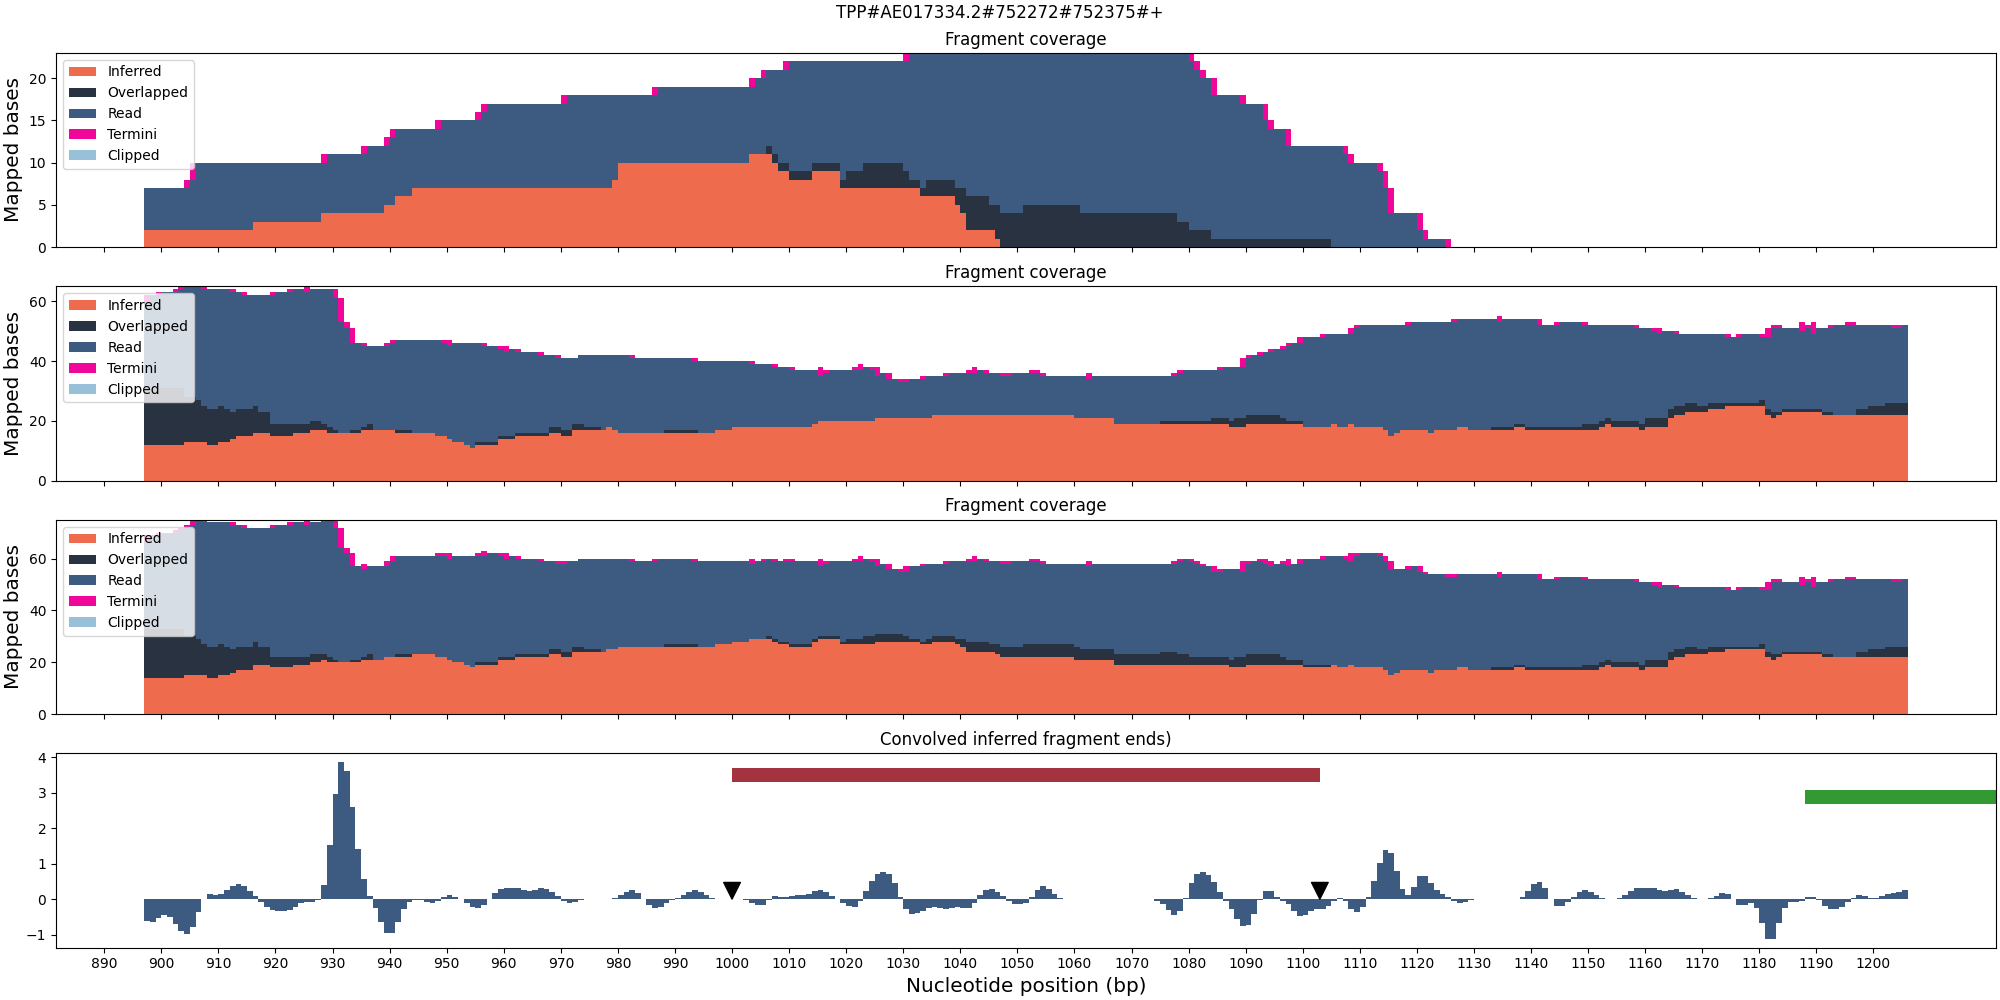 TPP#AE017334.2#752272#752375#+
Fragment coverage
Mapped bases
20
15
10
5
0
Inferred
Overlapped
Read
Termini
Clipped
Fragment coverage
Mapped bases
60
40
20
0
Inferred
Overlapped
Read
Termini
Clipped
Fragment coverage
Mapped bases
60
40
20
0
Inferred
Overlapped
Read
Termini
Clipped
Convolved inferred fragment ends)
4
3
2
1
0
−1
890 900 910 920 930 940 950 960 970 980 990 1000 1010 1020 1030 1040 1050 1060 1070 1080 1090 1100 1110 1120 1130 1140 1150 1160 1170 1180 1190 1200
Nucleotide position (bp)